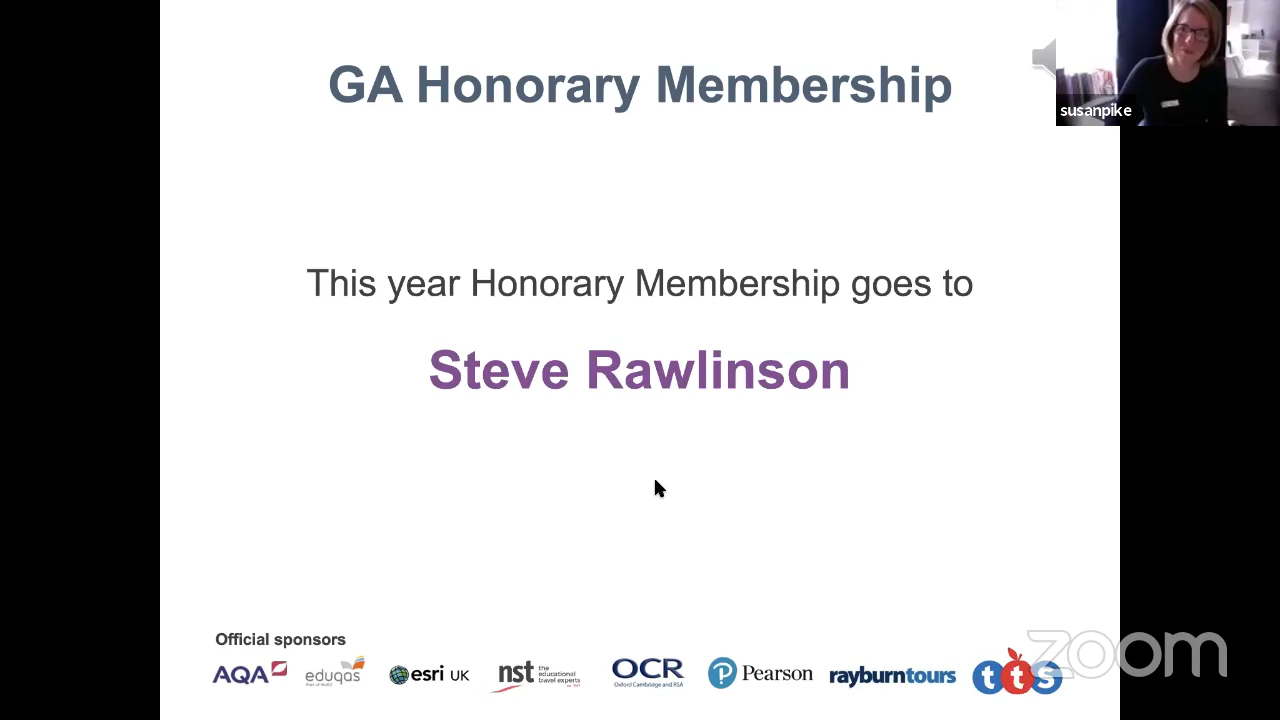 GA Honorary Membership
susanpike
This year Honorary Membership goes to
Steve Rawlinson
Official sponsors
AQA
eduqas
esri UK
nst the educational travel experts
OCR
Oxford Cambridge and RSA
Pearson
rayburntours
tts
zoom